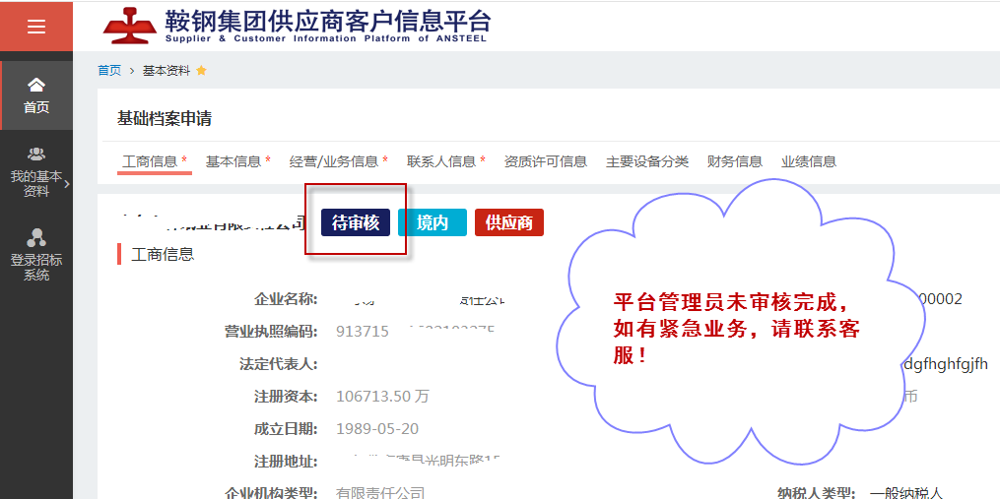 鞍钢集团供应商客户信息平台
Supplier & Customer Information Platform of ANSTEEL
首页 > 基本资料
首页
我的基本
资料
登录招标
系统
基础档案申请
工商信息 * 基本信息 * 经营/业务信息 * 联系人信息 * 资质许可信息 主要设备分类 财务信息 业绩信息
待审核 境内 供应商
工商信息
平台管理员未审核完成，
如有紧急业务，请联系客
服！
企业名称: 00002
营业执照编码: 913715
法定代表人: dgfhghfgjfh
注册资本: 106713.50 万 币
成立日期: 1989-05-20
注册地址: 光明东路15
企业机构类型: 有限责任公司 纳税人类型: 一般纳税人